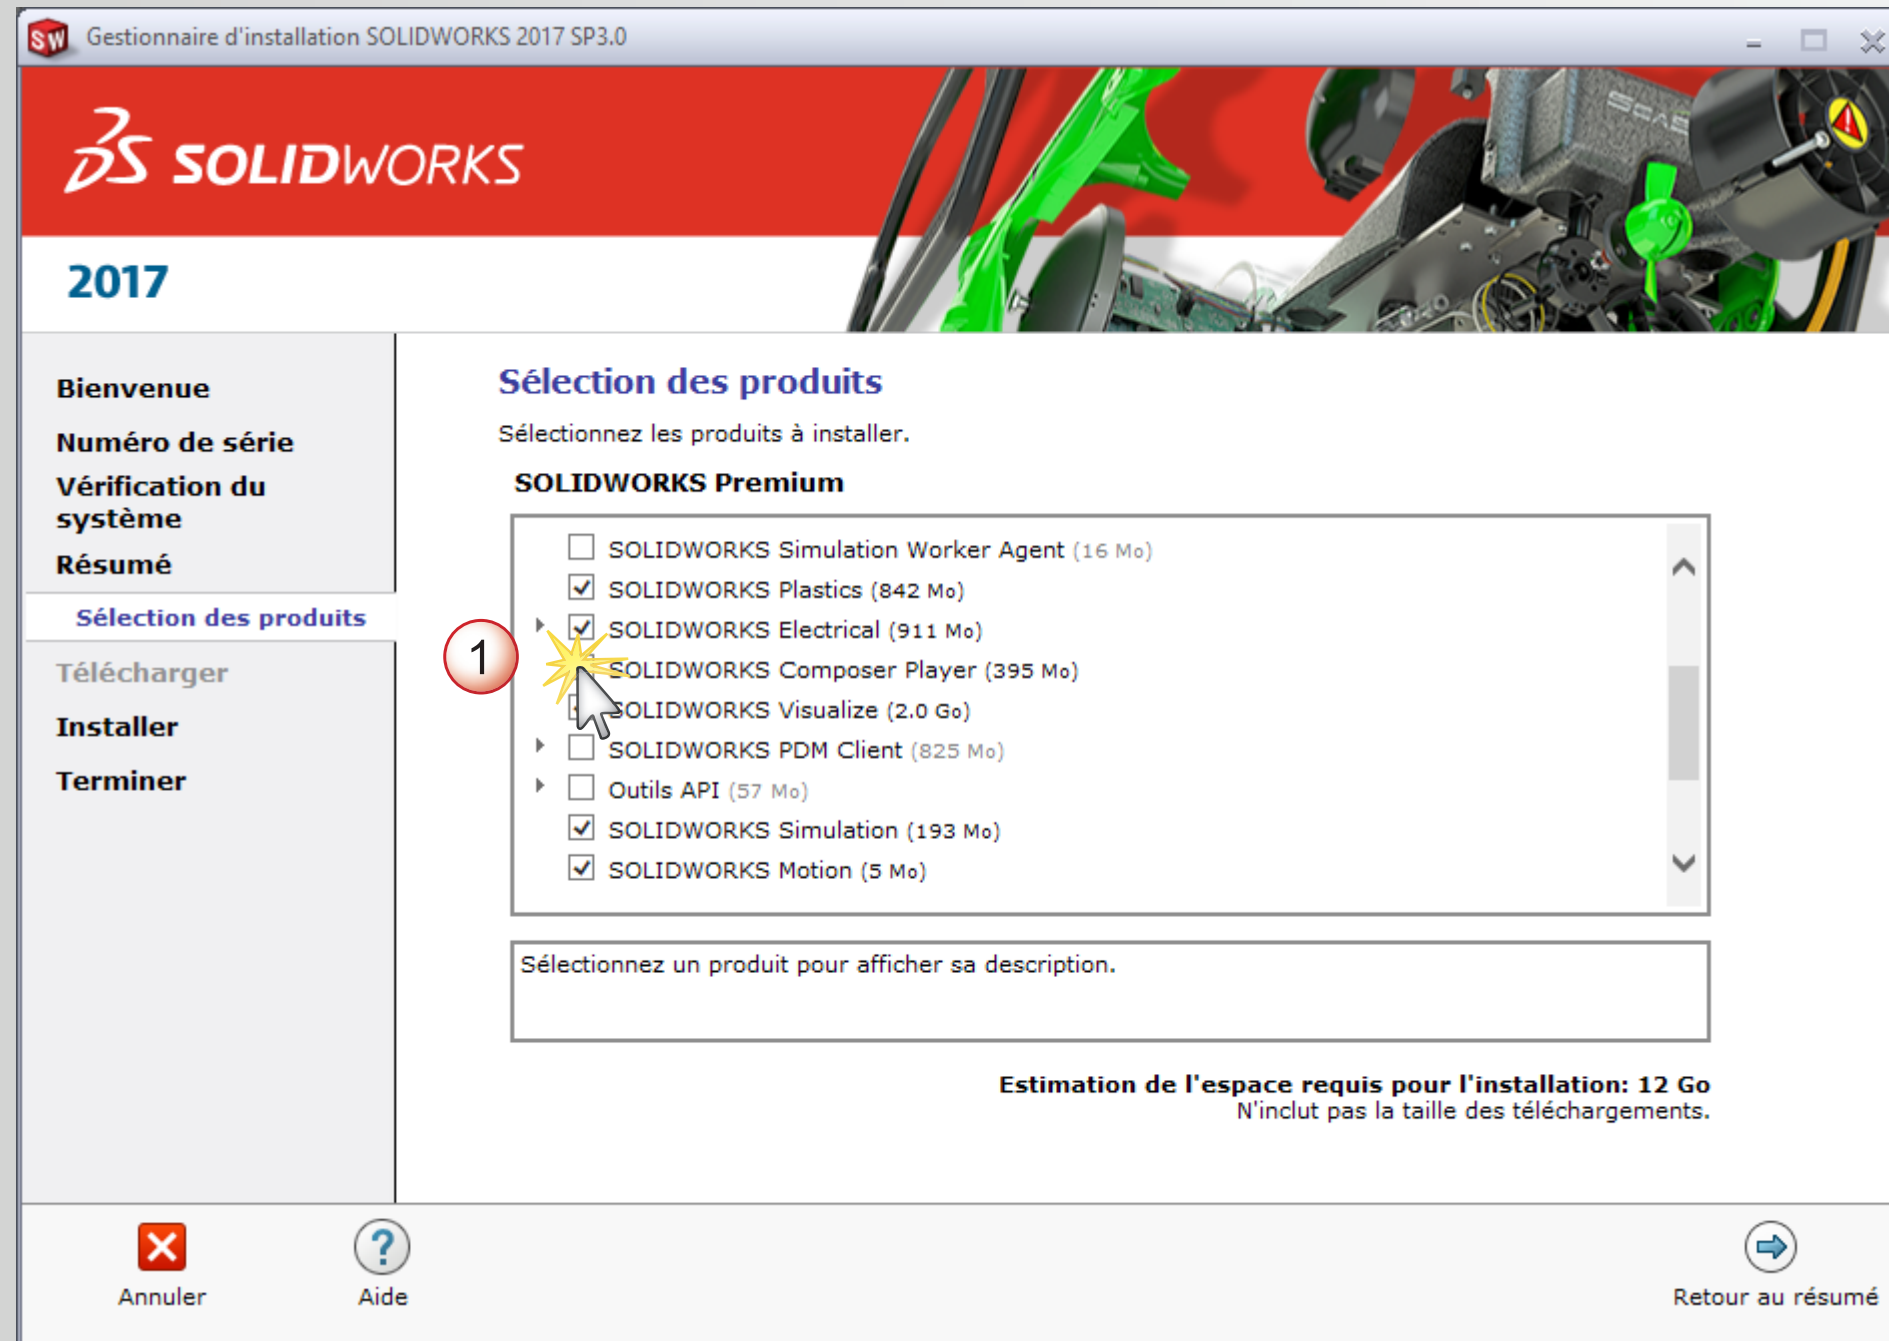 SW Gestionnaire d'installation SOLIDWORKS 2017 SP3.0
3S SOLIDWORKS
2017
Bienvenue
Numéro de série
Vérification du
système
Résumé
Sélection des produits
Télécharger
Installer
Terminer
Sélection des produits
Sélectionnez les produits à installer.
SOLIDWORKS Premium
SOLIDWORKS Simulation Worker Agent (16 Mo)
SOLIDWORKS Plastics (842 Mo)
SOLIDWORKS Electrical (911 Mo)
1
SOLIDWORKS Composer Player (395 Mo)
SOLIDWORKS Visualize (2.0 Go)
SOLIDWORKS PDM Client (825 Mo)
Outils API (57 Mo)
SOLIDWORKS Simulation (193 Mo)
SOLIDWORKS Motion (5 Mo)
Sélectionnez un produit pour afficher sa description.
Estimation de l'espace requis pour l'installation: 12 Go
N'inclut pas la taille des téléchargements.
Annuler
? Aide
Retour au résumé